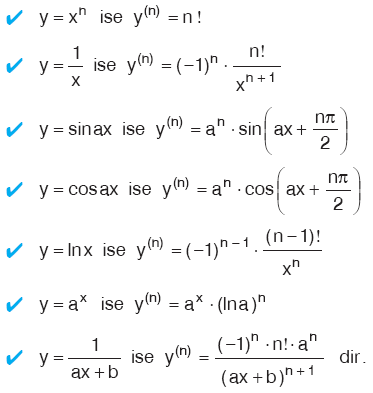 ✔ y = xⁿ ise y⁽ⁿ⁾ = n !
✔ y = 1/x ise y⁽ⁿ⁾ = (–1)ⁿ · n!/xⁿ⁺¹
✔ y = sinax ise y⁽ⁿ⁾ = aⁿ · sin(ax + nπ/2)
✔ y = cosax ise y⁽ⁿ⁾ = aⁿ · cos(ax + nπ/2)
✔ y = lnx ise y⁽ⁿ⁾ = (–1)ⁿ⁻¹ · (n – 1)!/xⁿ
✔ y = aˣ ise y⁽ⁿ⁾ = aˣ · (lna)ⁿ
✔ y = 1/(ax + b) ise y⁽ⁿ⁾ = ((–1)ⁿ · n! · aⁿ)/(ax + b)ⁿ⁺¹ dir.